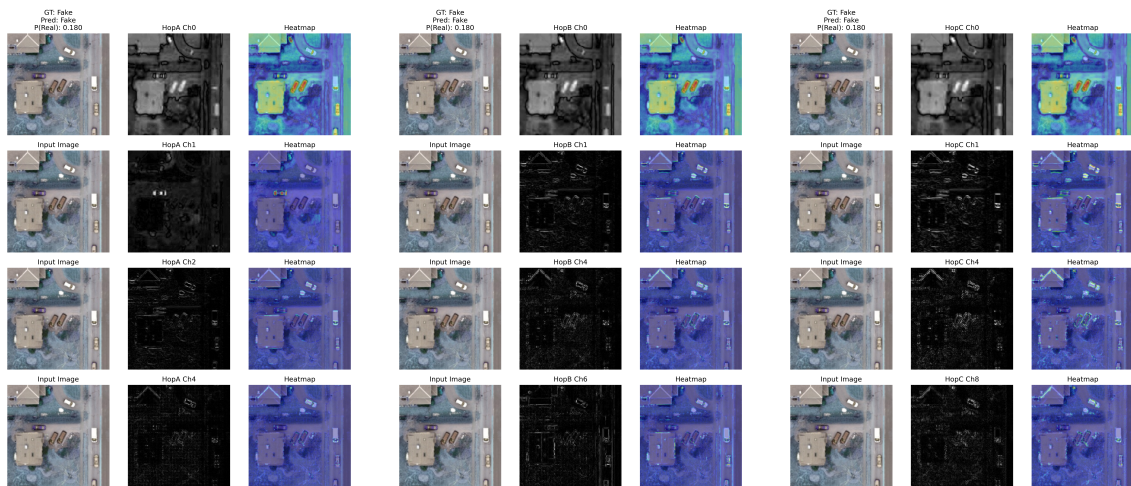 GT: Fake
Pred: Fake
P(Real): 0.180
HopA Ch0
Heatmap
GT: Fake
Pred: Fake
P(Real): 0.180
HopB Ch0
Heatmap
GT: Fake
Pred: Fake
P(Real): 0.180
HopC Ch0
Heatmap
Input Image
HopA Ch1
Heatmap
Input Image
HopB Ch1
Heatmap
Input Image
HopC Ch1
Heatmap
Input Image
HopA Ch2
Heatmap
Input Image
HopB Ch4
Heatmap
Input Image
HopC Ch4
Heatmap
Input Image
HopA Ch4
Heatmap
Input Image
HopB Ch6
Heatmap
Input Image
HopC Ch8
Heatmap